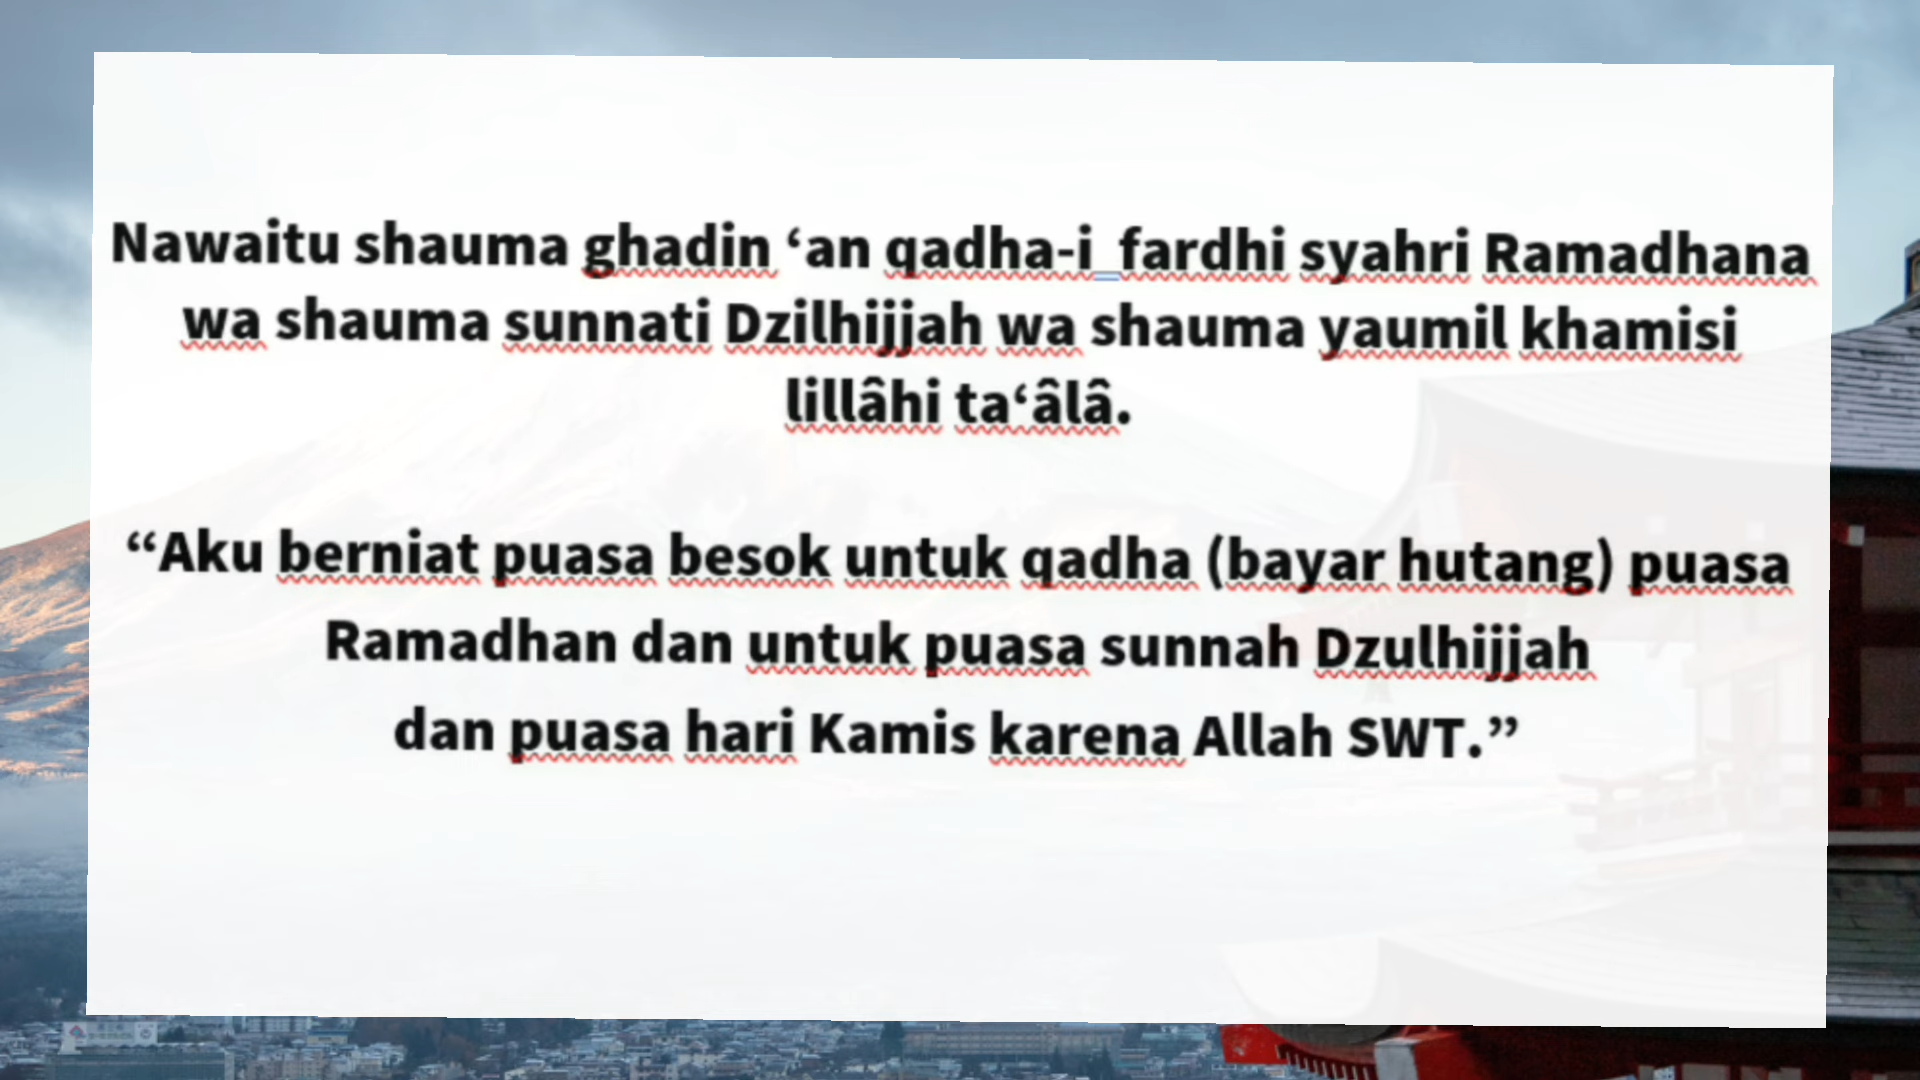 Nawaitu shauma ghadin ‘an qadha-i  fardhi syahri Ramadhana
wa shauma sunnati Dzilhijjah wa shauma yaumil khamisi
lillâhi ta‘âlâ.
“Aku berniat puasa besok untuk qadha (bayar hutang) puasa
Ramadhan dan untuk puasa sunnah Dzulhijjah
dan puasa hari Kamis karena Allah SWT.”